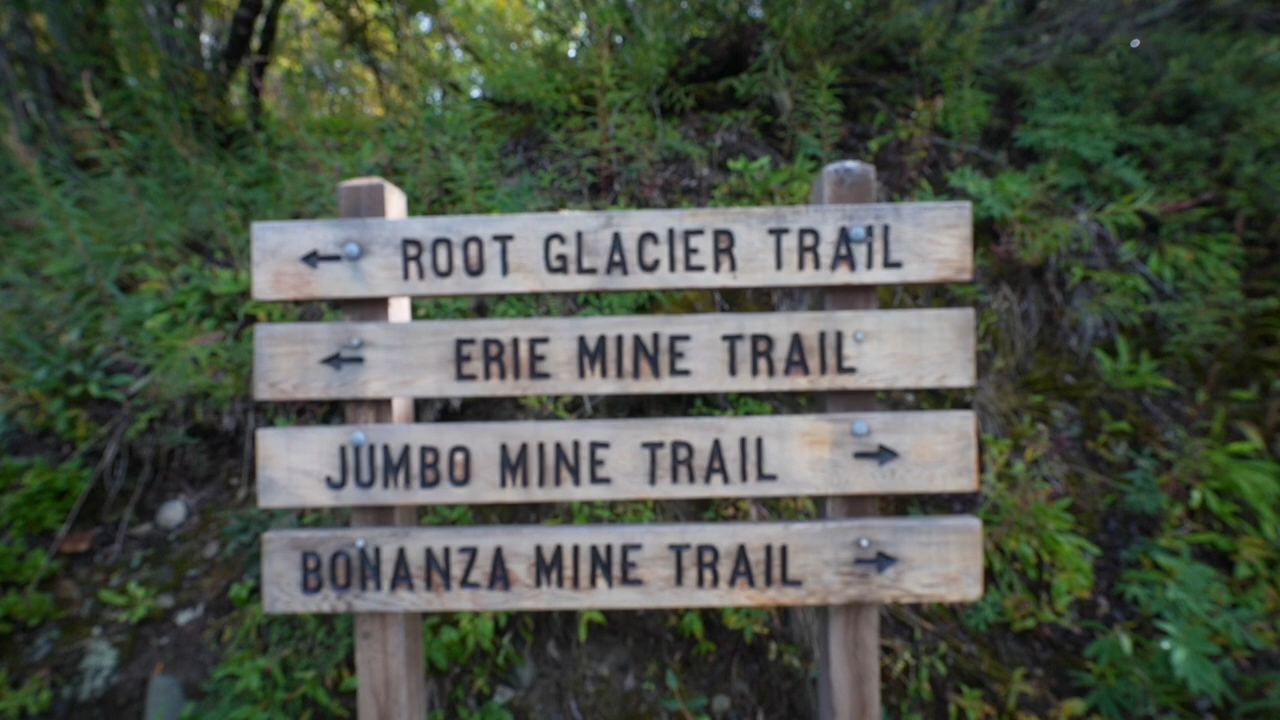 ← ROOT GLACIER TRAIL
← ERIE MINE TRAIL
JUMBO MINE TRAIL →
BONANZA MINE TRAIL →